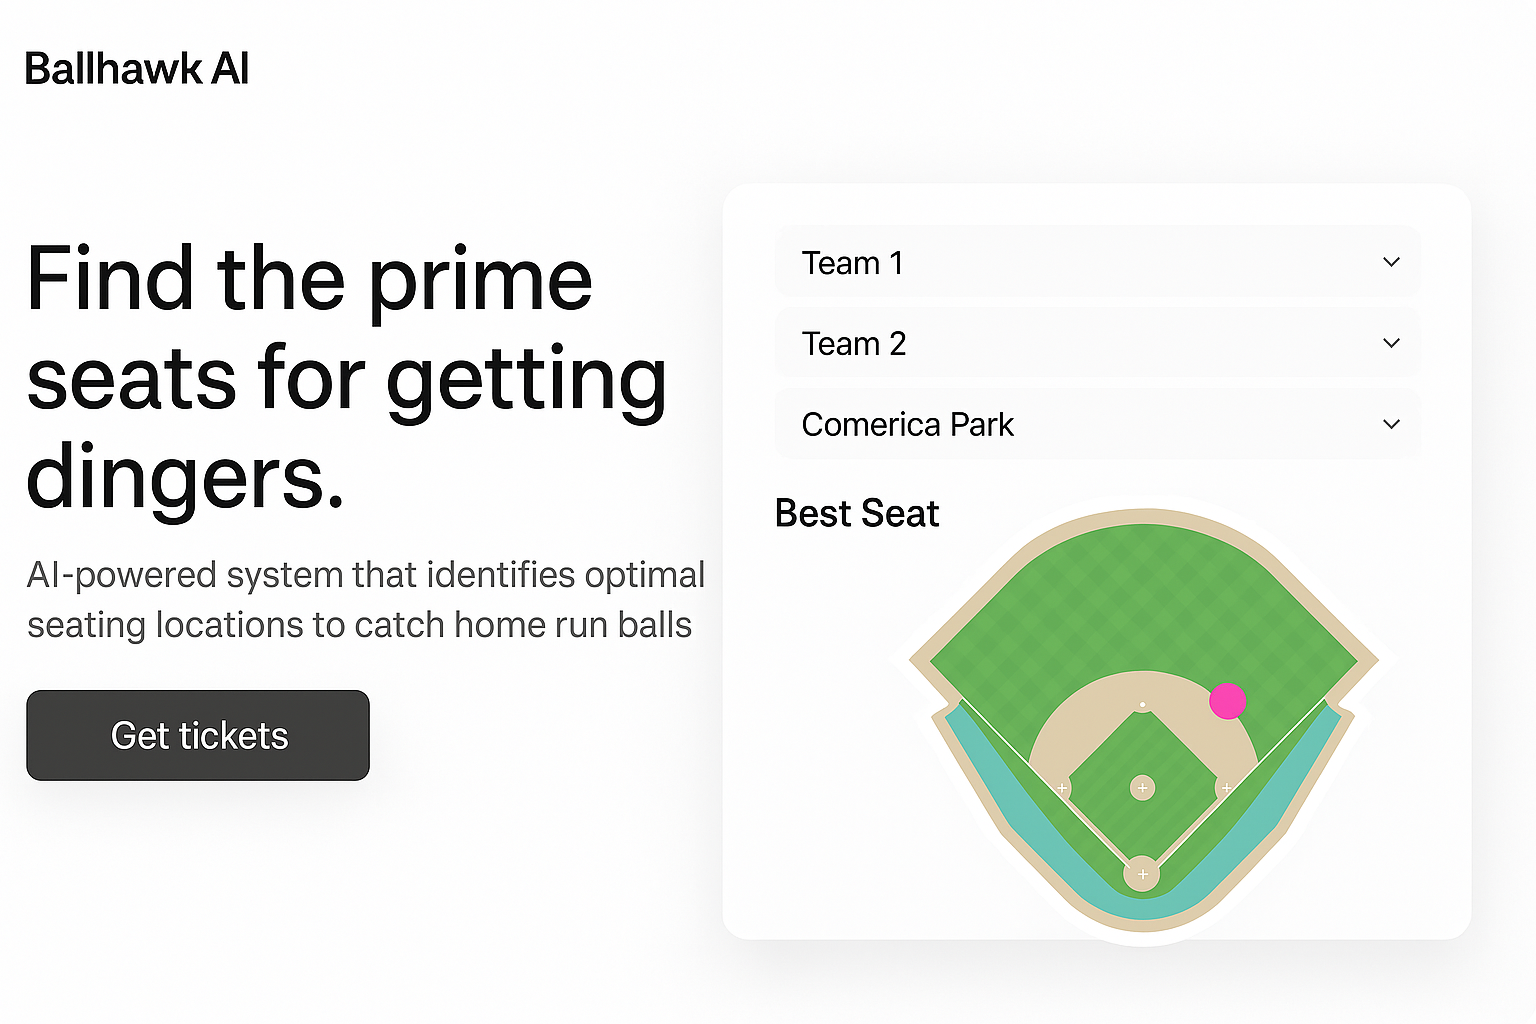 Ballhawk AI
Find the prime
seats for getting
dingers.
AI-powered system that identifies optimal
seating locations to catch home run balls
Get tickets
Team 1
Team 2
Comerica Park
Best Seat